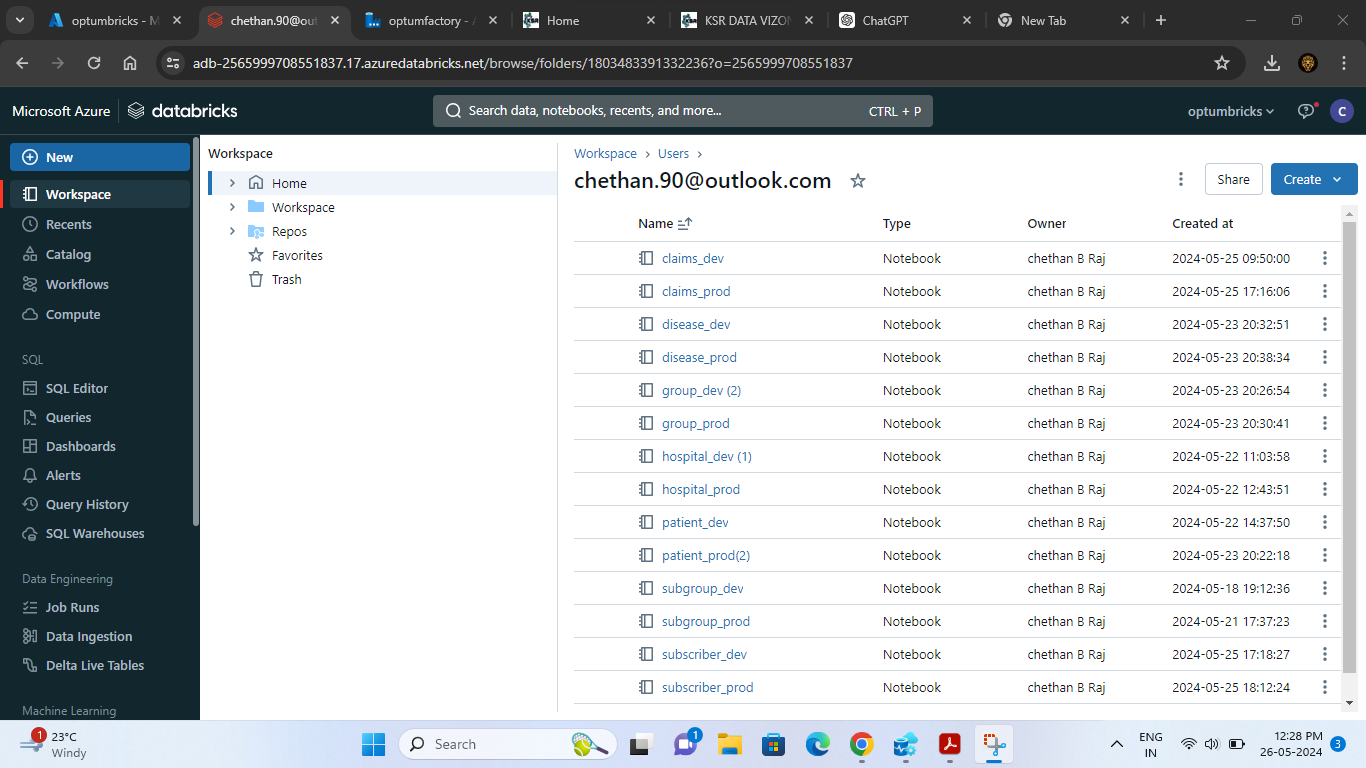 optumbricks - M
chethan.90@out
optumfactory - A
KSR
Home
KSR
KSR DATA VIZON
ChatGPT
New Tab
adb-2565999708551837.17.azuredatabricks.net/browse/folders/1803483391332236?o=2565999708551837
Microsoft Azure
databricks
Search data, notebooks, recents, and more...
CTRL + P
optumbricks
C
New
Workspace
Recents
Catalog
Workflows
Compute
SQL
SQL Editor
Queries
Dashboards
Alerts
Query History
SQL Warehouses
Data Engineering
Job Runs
Data Ingestion
Delta Live Tables
Machine Learning
Workspace
Home
Workspace
Repos
Favorites
Trash
Workspace › Users ›
chethan.90@outlook.com
Share
Create
Name Type Owner Created at
claims_dev Notebook chethan B Raj 2024-05-25 09:50:00
claims_prod Notebook chethan B Raj 2024-05-25 17:16:06
disease_dev Notebook chethan B Raj 2024-05-23 20:32:51
disease_prod Notebook chethan B Raj 2024-05-23 20:38:34
group_dev (2) Notebook chethan B Raj 2024-05-23 20:26:54
group_prod Notebook chethan B Raj 2024-05-23 20:30:41
hospital_dev (1) Notebook chethan B Raj 2024-05-22 11:03:58
hospital_prod Notebook chethan B Raj 2024-05-22 12:43:51
patient_dev Notebook chethan B Raj 2024-05-22 14:37:50
patient_prod(2) Notebook chethan B Raj 2024-05-23 20:22:18
subgroup_dev Notebook chethan B Raj 2024-05-18 19:12:36
subgroup_prod Notebook chethan B Raj 2024-05-21 17:37:23
subscriber_dev Notebook chethan B Raj 2024-05-25 17:18:27
subscriber_prod Notebook chethan B Raj 2024-05-25 18:12:24
1
23°C
Windy
Search
1
ENG
IN
12:28 PM
26-05-2024
3